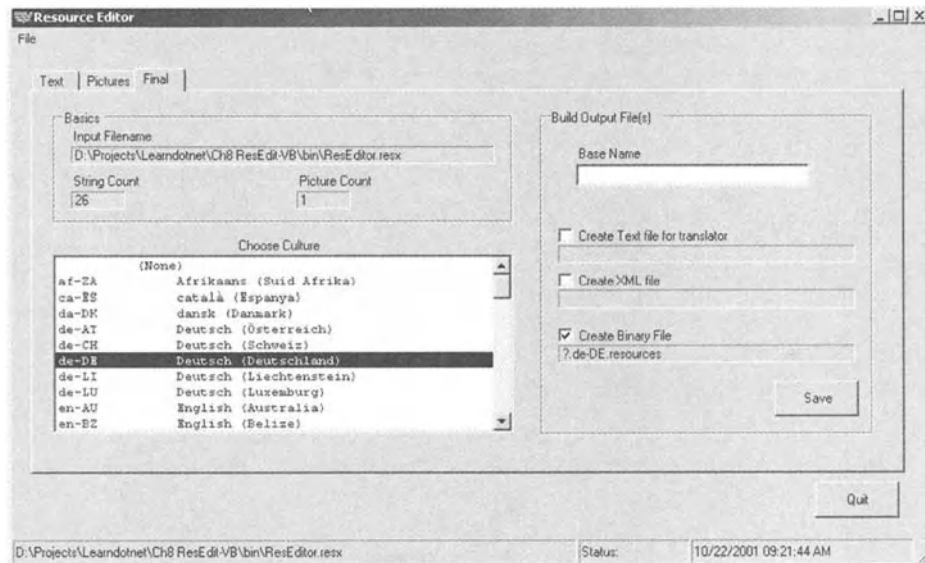 Resource Editor
File
Text Pictures Final
Basics
Input Filename
D:\Projects\Learndotnet\Ch8 ResEdit-VB\bin\ResEditor.resx
String Count Picture Count
26 1
Choose Culture
(None)
af-ZA Afrikaans (Suid Afrika)
ca-ES català (Espanya)
da-DK dansk (Danmark)
de-AT Deutsch (Österreich)
de-CH Deutsch (Schweiz)
de-DE Deutsch (Deutschland)
de-LI Deutsch (Liechtenstein)
de-LU Deutsch (Luxemburg)
en-AU English (Australia)
en-BZ English (Belize)
Build Output File(s)
Base Name
Create Text file for translator
Create XML file
Create Binary File
?.de-DE.resources
Save
Quit
D:\Projects\Learndotnet\Ch8 ResEdit-VB\bin\ResEditor.resx Status: 10/22/2001 09:21:44 AM